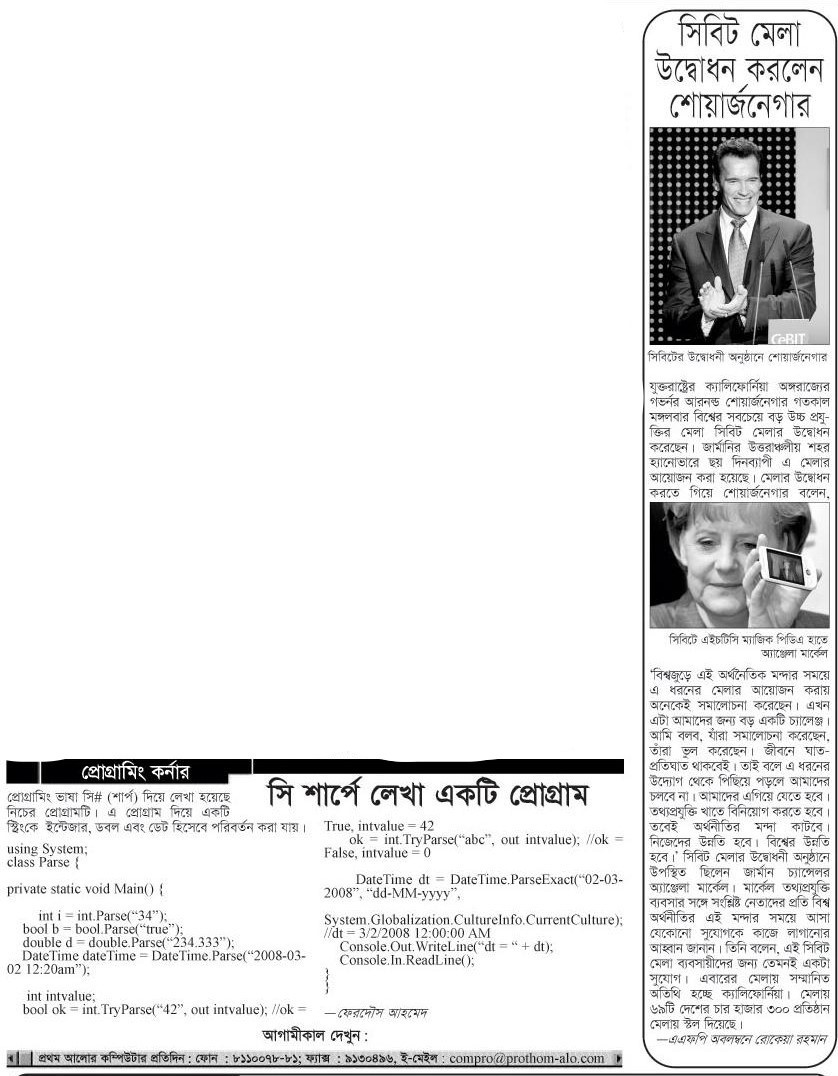 সিবিট মেলা
উদ্বোধন করলেন
শোয়ার্জনেগার
CeBIT
সিবিটের উদ্বোধনী অনুষ্ঠানে শোয়ার্জনেগার
যুক্তরাষ্ট্রের ক্যালিফোর্নিয়া অঙ্গরাজ্যের
গভর্নর আরনল্ড শোয়ার্জনেগার গতকাল
মঙ্গলবার বিশ্বের সবচেয়ে বড় উচ্চ প্রযু-
ক্তির মেলা সিবিট মেলার উদ্বোধন
করেছেন। জার্মানির উত্তরাঞ্চলীয় শহর
হ্যানোভারে ছয় দিনব্যাপী এ মেলার
আয়োজন করা হয়েছে। মেলার উদ্বোধন
করতে গিয়ে শোয়ার্জনেগার বলেন,
সিবিটে এইচটিসি ম্যাজিক পিডিএ হাতে
অ্যাঞ্জেলা মার্কেল
‘বিশ্বজুড়ে এই অর্থনৈতিক মন্দার সময়ে
এ ধরনের মেলার আয়োজন করায়
অনেকেই সমালোচনা করেছেন। এখন
এটা আমাদের জন্য বড় একটি চ্যালেঞ্জ।
আমি বলব, যাঁরা সমালোচনা করেছেন,
তাঁরা ভুল করেছেন। জীবনে ঘাত-
প্রতিঘাত থাকবেই। তাই বলে এ ধরনের
উদ্যোগ থেকে পিছিয়ে পড়লে আমাদের
চলবে না। আমাদের এগিয়ে যেতে হবে।
তথ্যপ্রযুক্তি খাতে বিনিয়োগ করতে হবে।
তবেই অর্থনীতির মন্দা কাটবে।
নিজেদের উন্নতি হবে। বিশ্বের উন্নতি
হবে।’ সিবিট মেলার উদ্বোধনী অনুষ্ঠানে
উপস্থিত ছিলেন জার্মান চ্যান্সেলর
অ্যাঞ্জেলা মার্কেল। মার্কেল তথ্যপ্রযুক্তি
ব্যবসার সঙ্গে সংশ্লিষ্ট নেতাদের প্রতি বিশ্ব
অর্থনীতির এই মন্দার সময়ে আসা
যেকোনো সুযোগকে কাজে লাগানোর
আহ্বান জানান। তিনি বলেন, এই সিবিট
মেলা ব্যবসায়ীদের জন্য তেমনই একটা
সুযোগ। এবারের মেলায় সম্মানিত
অতিথি হচ্ছে ক্যালিফোর্নিয়া। মেলায়
৬৯টি দেশের চার হাজার ৩০০ প্রতিষ্ঠান
মেলায় স্টল দিয়েছে।
—এএফপি অবলম্বনে রোকেয়া রহমান
প্রোগ্রামিং কর্নার
সি শার্পে লেখা একটি প্রোগ্রাম
প্রোগ্রামিং ভাষা সি# (শার্প) দিয়ে লেখা হয়েছে
নিচের প্রোগ্রামটি। এ প্রোগ্রাম দিয়ে একটি
স্ট্রিংকে ইন্টেজার, ডবল এবং ডেট হিসেবে পরিবর্তন করা যায়।
using System;
class Parse {
private static void Main() {
int i = int.Parse(“34”);
bool b = bool.Parse(“true”);
double d = double.Parse(“234.333”);
DateTime dateTime = DateTime.Parse(“2008-03-
02 12:20am”);
int intvalue;
bool ok = int.TryParse(“42”, out intvalue); //ok =
True, intvalue = 42
ok = int.TryParse(“abc”, out intvalue); //ok =
False, intvalue = 0
DateTime dt = DateTime.ParseExact(“02-03-
2008”, “dd-MM-yyyy”,
System.Globalization.CultureInfo.CurrentCulture);
//dt = 3/2/2008 12:00:00 AM
Console.Out.WriteLine(“dt = “ + dt);
Console.In.ReadLine();
}
}
—ফেরদৌস আহমেদ
আগামীকাল দেখুন :
প্রথম আলোর কম্পিউটার প্রতিদিন : ফোন : ৮১১০০৭৮-৮১; ফ্যাক্স : ৯১৩০৪৯৬, ই-মেইল : compro@prothom-alo.com